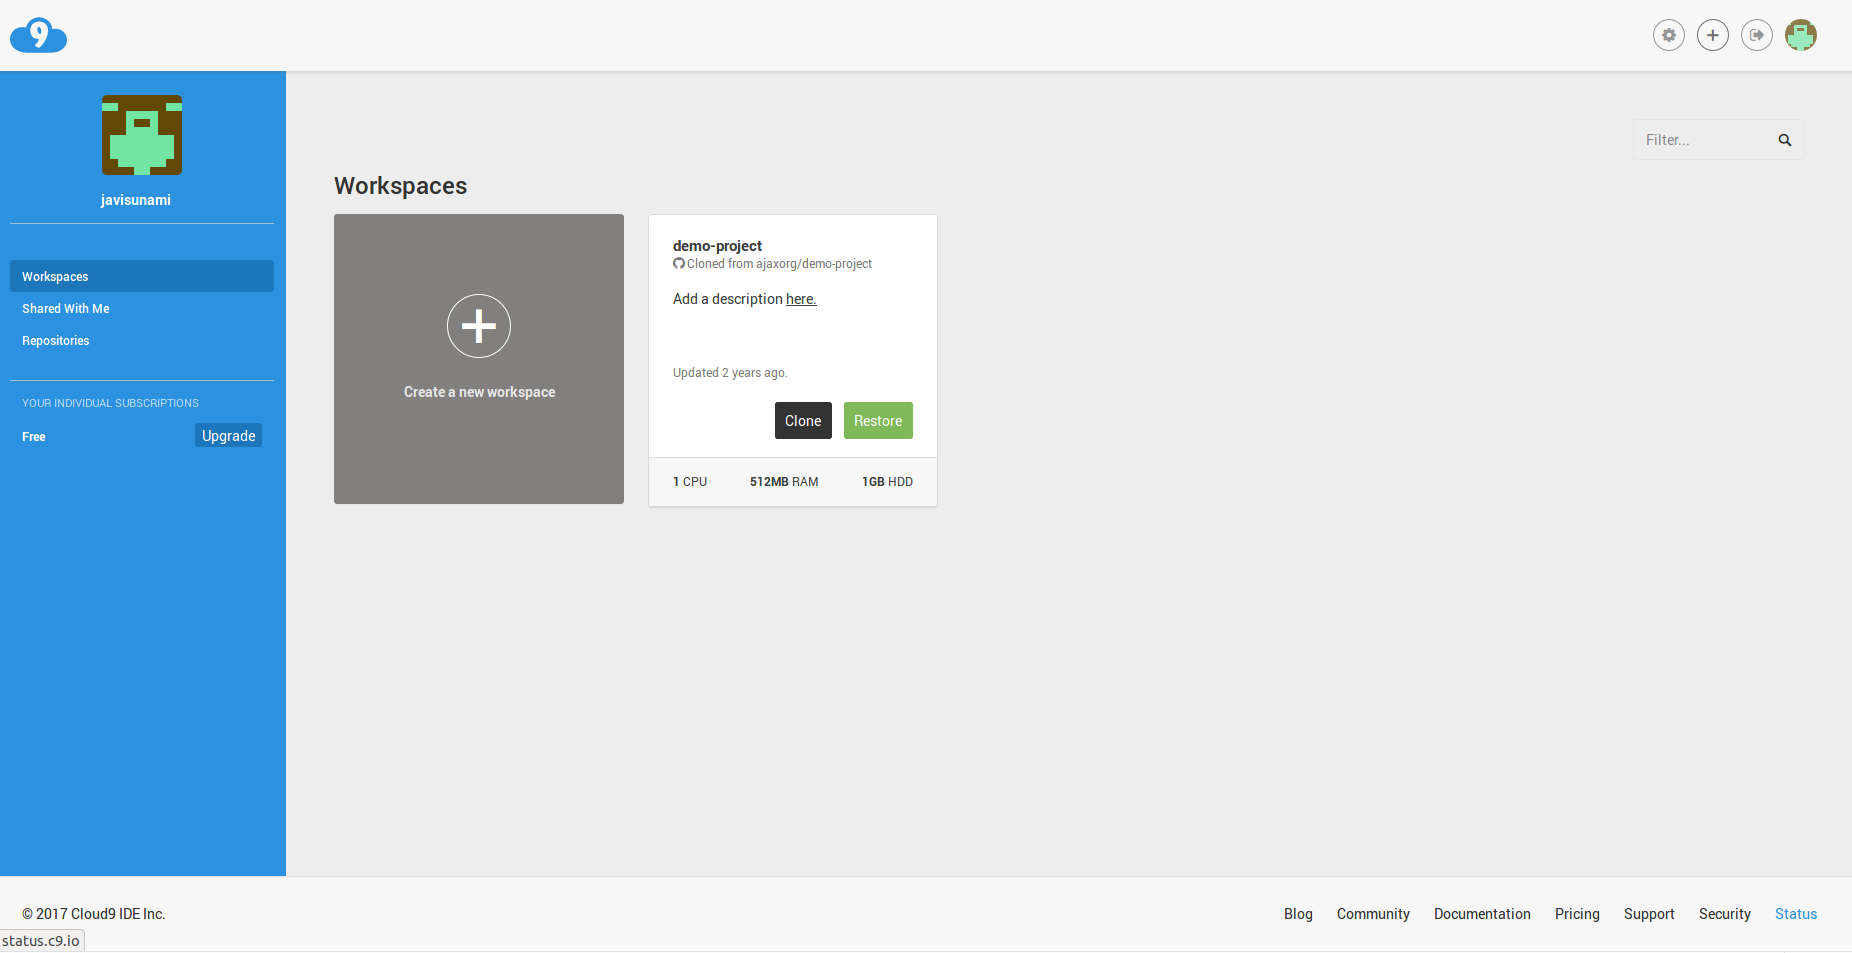 9
javisunami
Workspaces
Shared With Me
Repositories
YOUR INDIVIDUAL SUBSCRIPTIONS
Free Upgrade
Filter...
Workspaces
Create a new workspace
demo-project
Cloned from ajaxorg/demo-project
Add a description here.
Updated 2 years ago.
Clone Restore
1 CPU 512MB RAM 1GB HDD
© 2017 Cloud9 IDE Inc.
Blog Community Documentation Pricing Support Security Status
status.c9.io